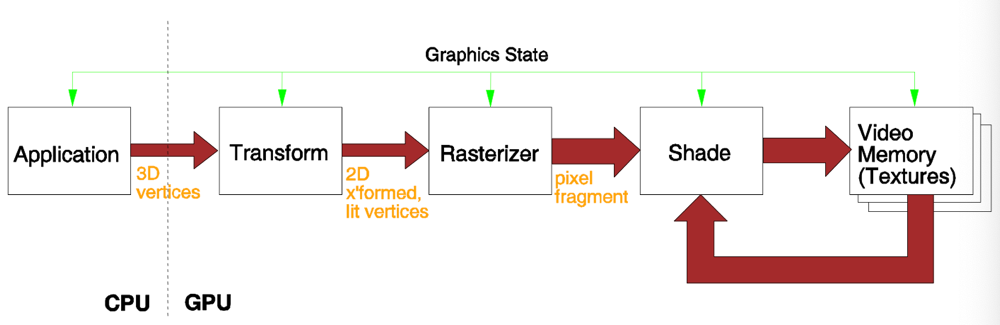 Graphics State
Application
Transform
Rasterizer
Shade
Video
Memory
(Textures)
3D
vertices
2D
x'formed,
lit vertices
pixel
fragment
CPU
GPU